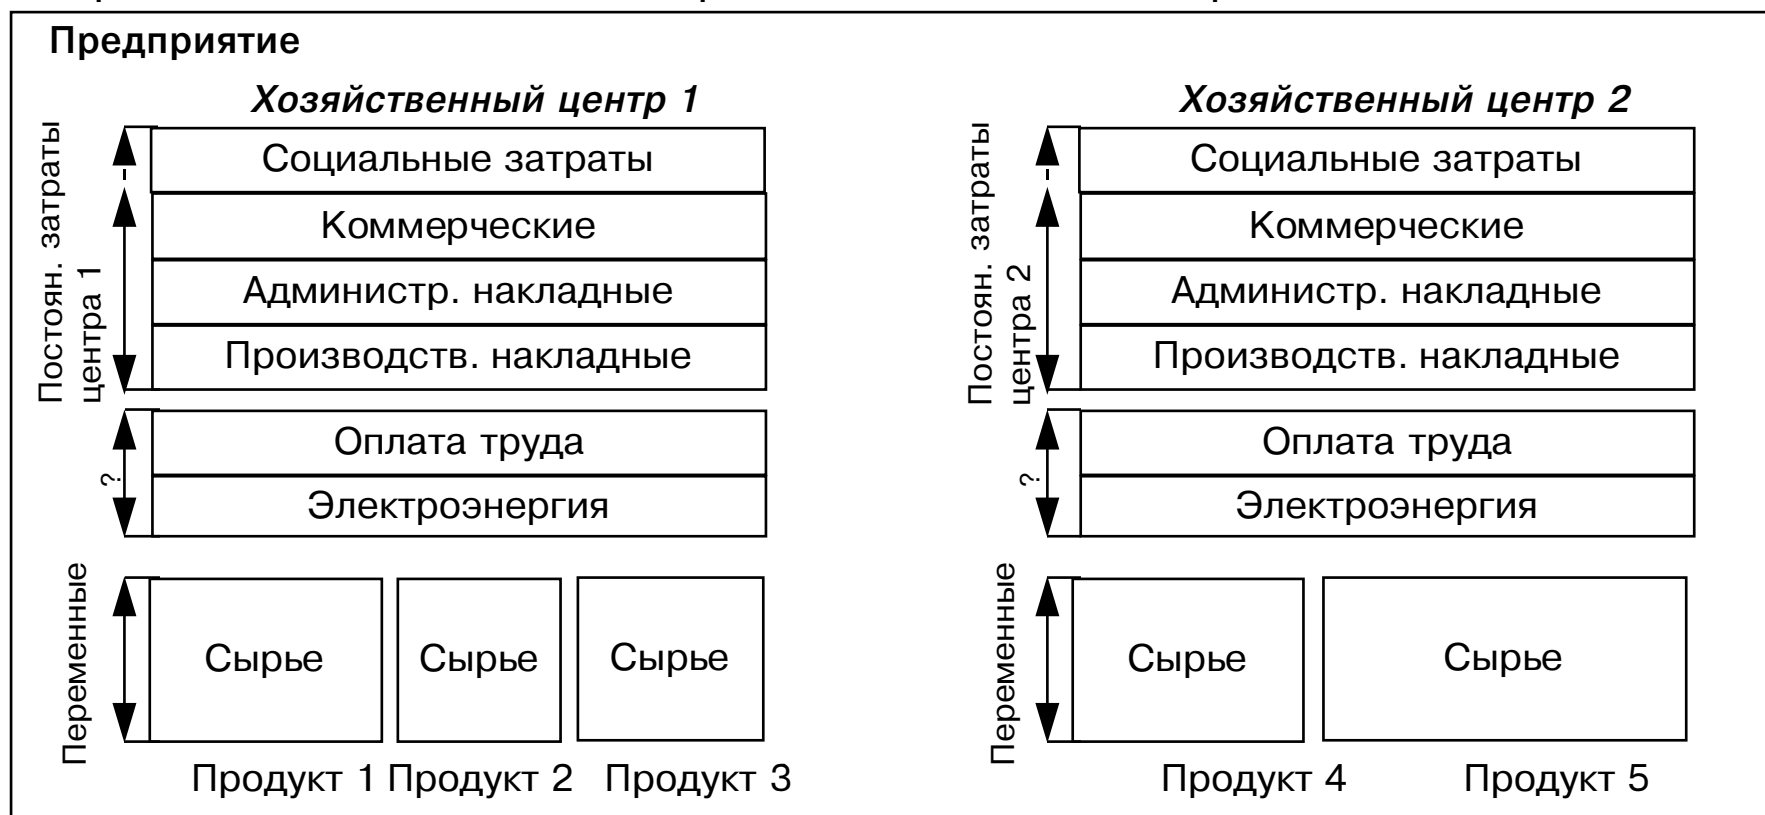 Предприятие
Хозяйственный центр 1
Постоян. затраты
центра 1
Социальные затраты
Коммерческие
Администр. накладные
Производств. накладные
?
Оплата труда
Электроэнергия
Переменные
Сырье
Сырье
Сырье
Продукт 1 Продукт 2 Продукт 3
Хозяйственный центр 2
Постоян. затраты
центра 2
Социальные затраты
Коммерческие
Администр. накладные
Производств. накладные
?
Оплата труда
Электроэнергия
Переменные
Сырье
Сырье
Продукт 4 Продукт 5